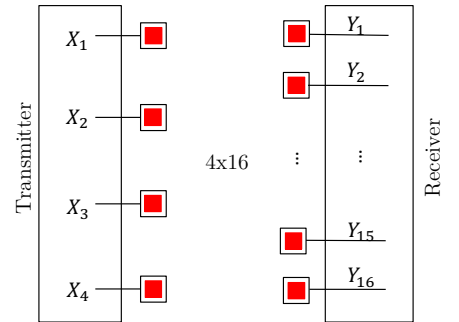 Transmitter
X₁
X₂
X₃
X₄
4x16
Y₁
Y₂
...
...
Y₁₅
Y₁₆
Receiver